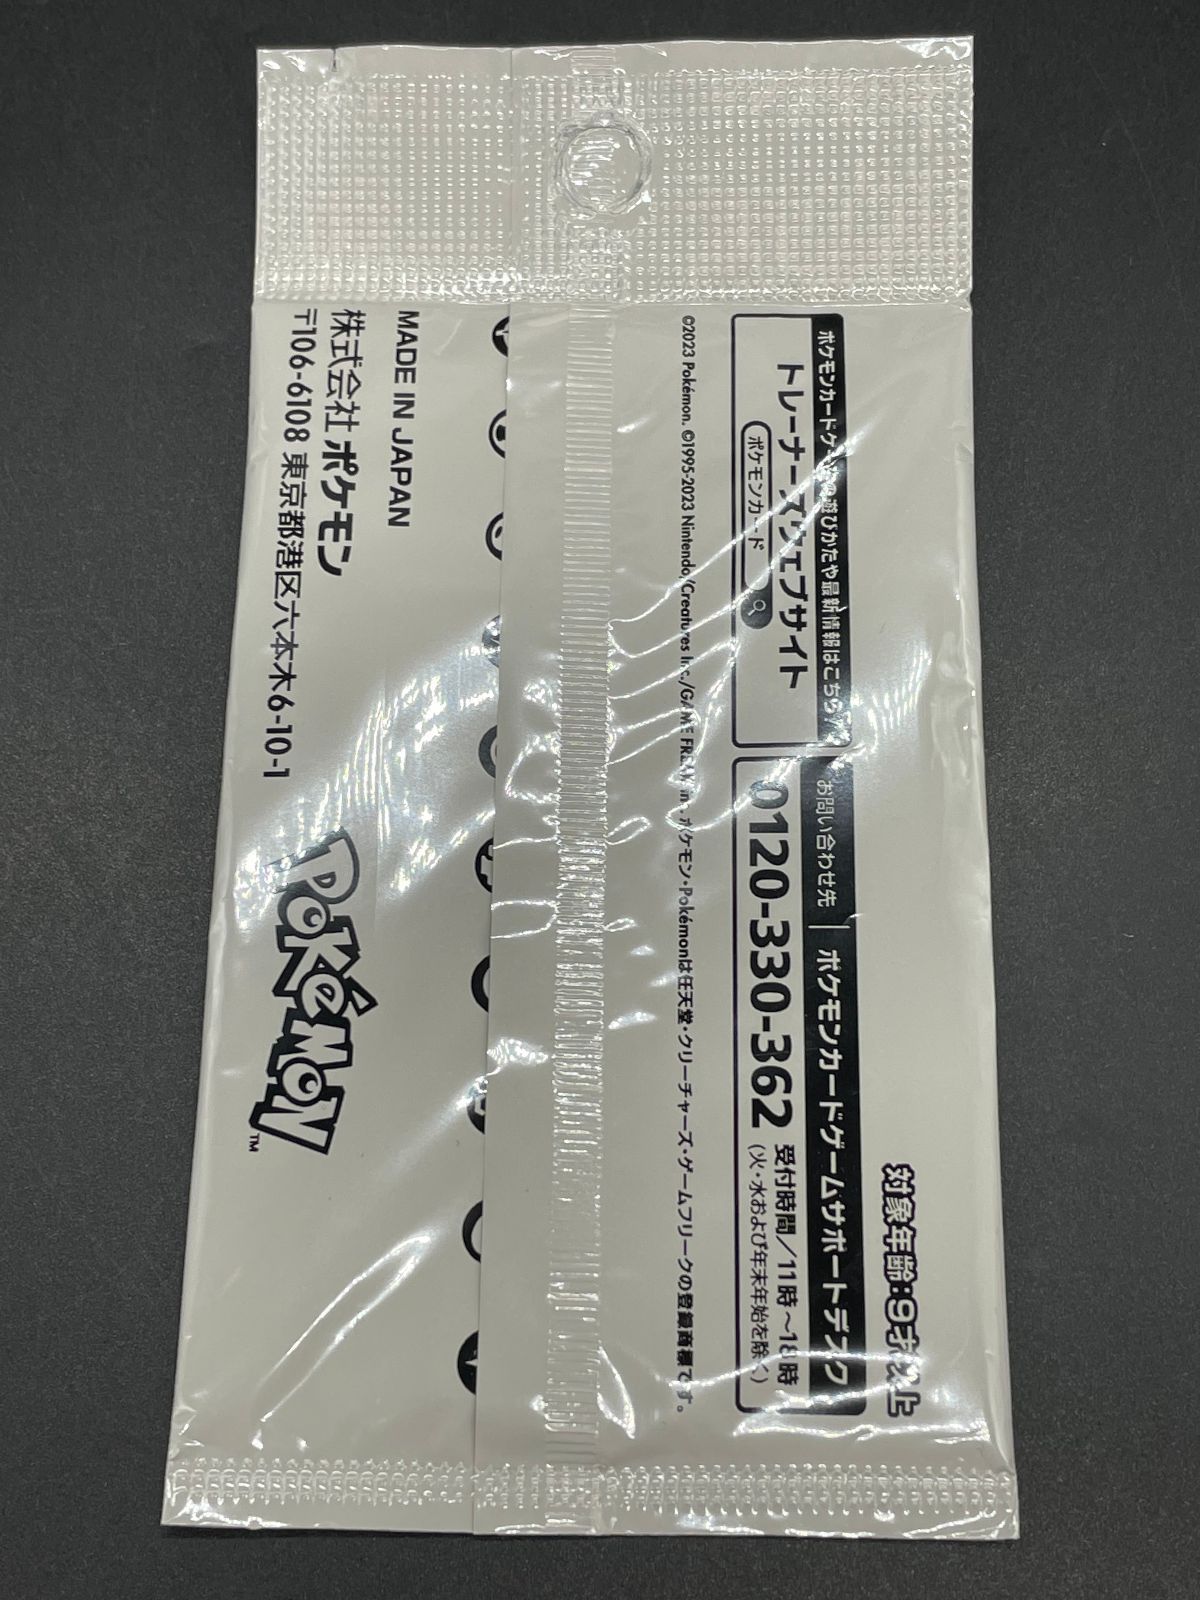 対象年齢:9才以上
ポケモンカードゲームの遊びかたや最新情報はこちら
トレーナーズウェブサイト
ポケモンカード
お問い合わせ先 ポケモンカードゲームサポートデスク
0120-330-362 受付時間/11時~18時
(火・水および年末年始を除く)
©2023 Pokémon. ©1995-2023 Nintendo/Creatures Inc./GAME FREAK inc. ポケモン・Pokémonは任天堂・クリーチャーズ・ゲームフリークの登録商標です。
MADE IN JAPAN
株式会社ポケモン
〒106-6108 東京都港区六本木6-10-1
POKéMON
TM